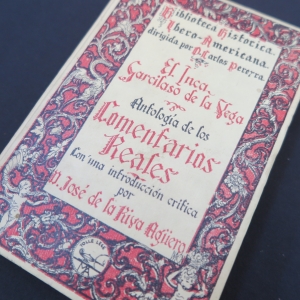 Biblioteca Histórica
Ibero-Americana
dirigida por D. Carlos Pereyra
El Inca
Garcilaso de la Vega
Antología de los
Comentarios
Reales
Con una introducción crítica
por
D. José de la Riva Agüero